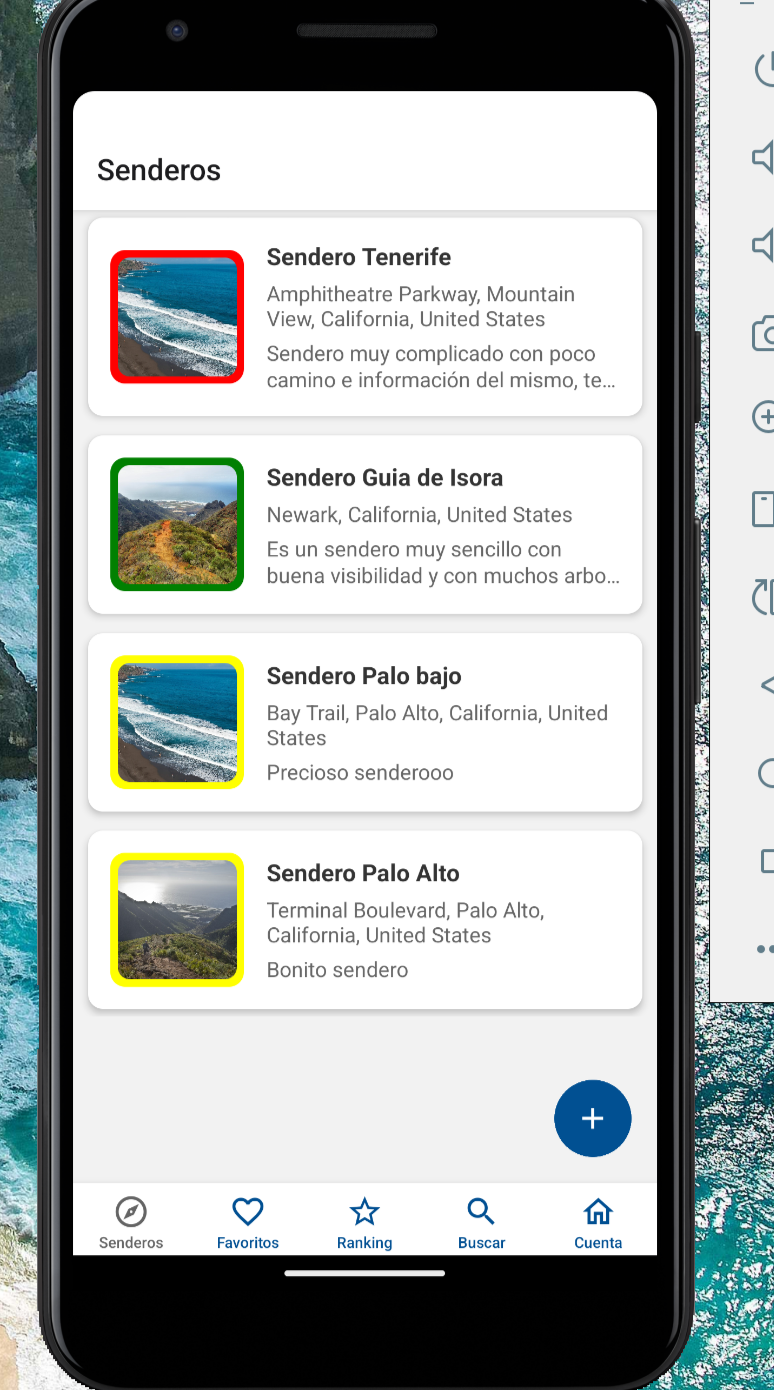 Senderos
Sendero Tenerife
Amphitheatre Parkway, Mountain
View, California, United States
Sendero muy complicado con poco
camino e información del mismo, te...
Sendero Guia de Isora
Newark, California, United States
Es un sendero muy sencillo con
buena visibilidad y con muchos arbo...
Sendero Palo bajo
Bay Trail, Palo Alto, California, United
States
Precioso senderooo
Sendero Palo Alto
Terminal Boulevard, Palo Alto,
California, United States
Bonito sendero
Senderos
Favoritos
Ranking
Buscar
Cuenta